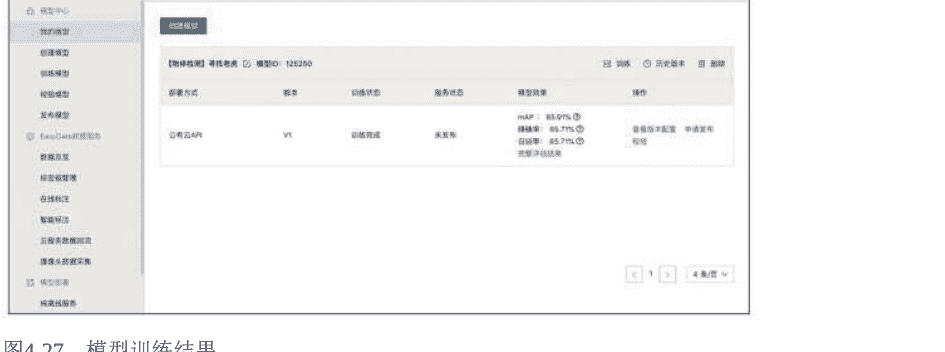 模型中心
我的模型
创建模型
训练模型
校验模型
发布模型
EasyData数据服务
数据总览
标签组管理
在线标注
智能标注
云服务数据回流
摄像头数据采集
模型部署
纯离线服务
创建模型
【物体检测】寻找老虎 模型ID：125250 训练 历史版本 删除
部署方式 版本 训练状态 服务状态 模型效果 操作
公有云API V1 训练完成 未发布
mAP： 85.91%
精确率： 85.71%
召回率： 85.71%
完整评估结果
查看版本配置 申请发布
校验
1 4 条/页
图4-27 模型训练结果